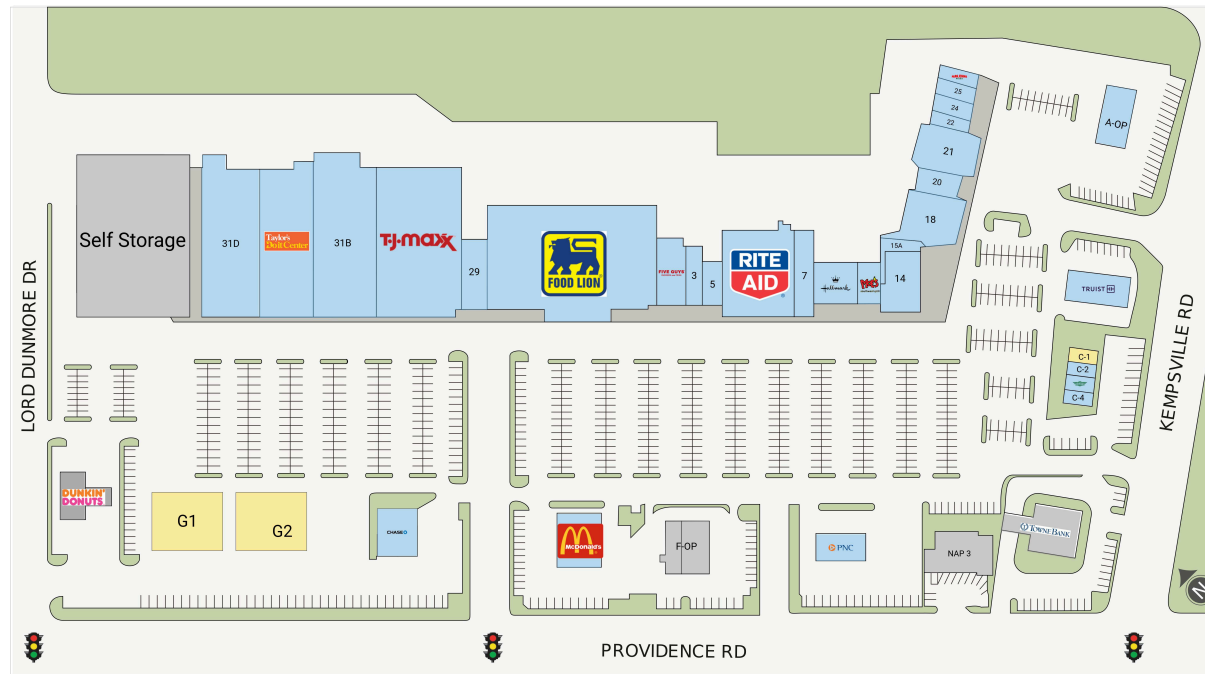 25
24
22
A-OP
21
20
18
15A
14
Self Storage
31D
Taylor's
Do it Center
31B
T·J·maxx
29
FOOD LION
FIVE GUYS
3
5
RITE
AID
7
Hallmark
TRUIST
C-1
C-2
C-4
LORD DUNMORE DR
KEMPSVILLE RD
DUNKIN'
DONUTS
G1
G2
CHASE
McDonald's
F-OP
PNC
NAP 3
TOWNE BANK
N
PROVIDENCE RD